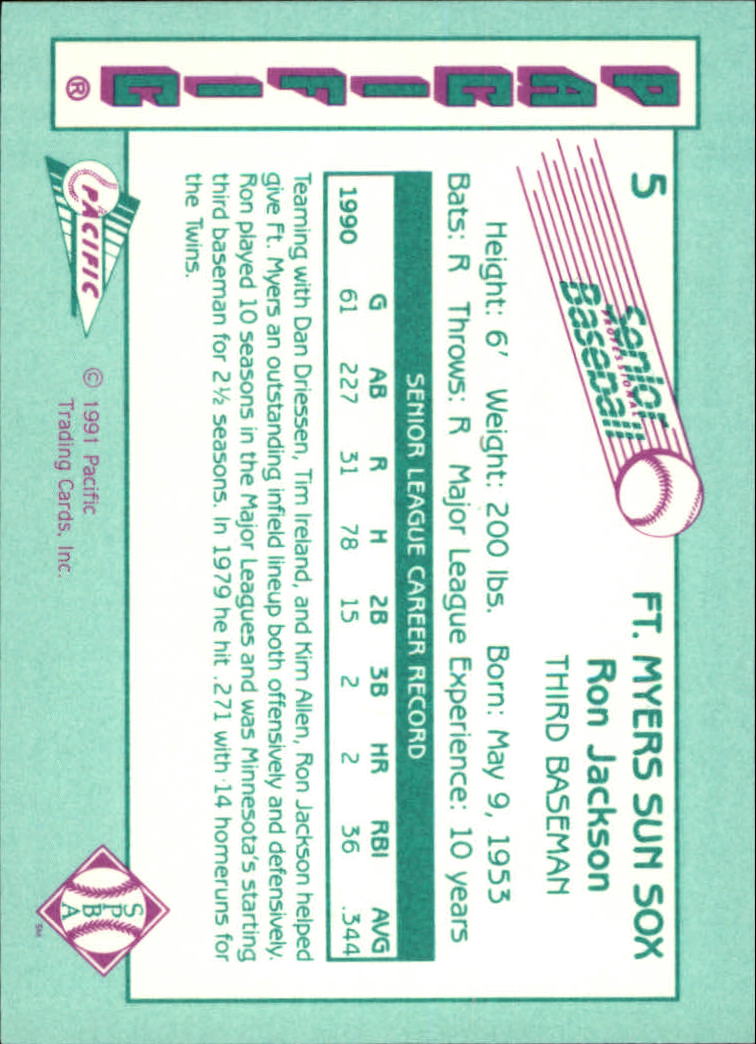 PACIFIC®
5
Senior
PROFESSIONAL
Baseball
FT. MYERS SUN SOX
Ron Jackson
THIRD BASEMAN
Height: 6' Weight: 200 lbs. Born: May 9, 1953
Bats: R Throws: R Major League Experience: 10 years
SENIOR LEAGUE CAREER RECORD
G AB R H 2B 3B HR RBI AVG
1990 61 227 31 78 15 2 2 36 .344
Teaming with Dan Driessen, Tim Ireland, and Kim Allen, Ron Jackson helped
give Ft. Myers an outstanding infield lineup both offensively and defensively.
Ron played 10 seasons in the Major Leagues and was Minnesota's starting
third baseman for 2½ seasons. In 1979 he hit .271 with 14 homeruns for
the Twins.
PACIFIC
© 1991 Pacific
Trading Cards, Inc.
SPBA
SM